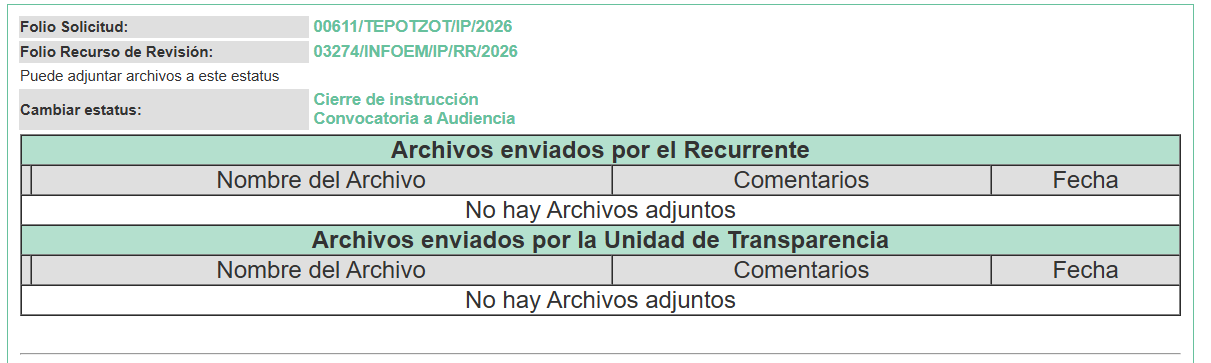 Folio Solicitud: 00611/TEPOTZOT/IP/2026
Folio Recurso de Revisión: 03274/INFOEM/IP/RR/2026
Puede adjuntar archivos a este estatus
Cambiar estatus: Cierre de instrucción
Convocatoria a Audiencia
Archivos enviados por el Recurrente
Nombre del Archivo Comentarios Fecha
No hay Archivos adjuntos
Archivos enviados por la Unidad de Transparencia
Nombre del Archivo Comentarios Fecha
No hay Archivos adjuntos